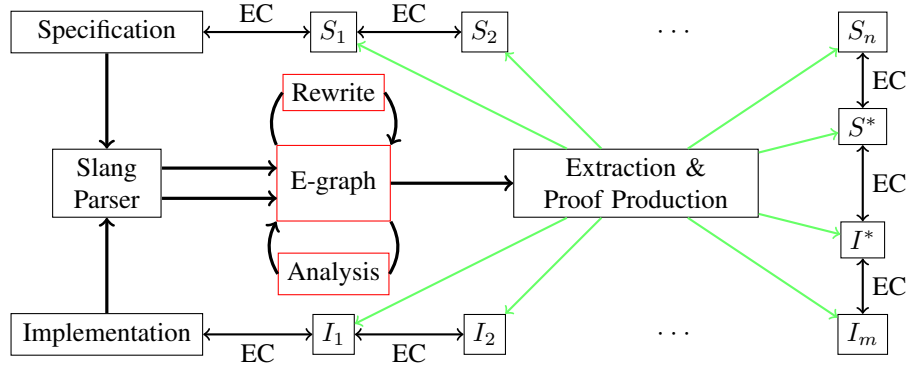 EC
EC
Specification
S₁
S₂
· · ·
Sₙ
EC
Rewrite
S*
Slang
Parser
E-graph
Extraction &
Proof Production
EC
I*
Analysis
EC
Implementation
I₁
I₂
· · ·
Iₘ
EC
EC